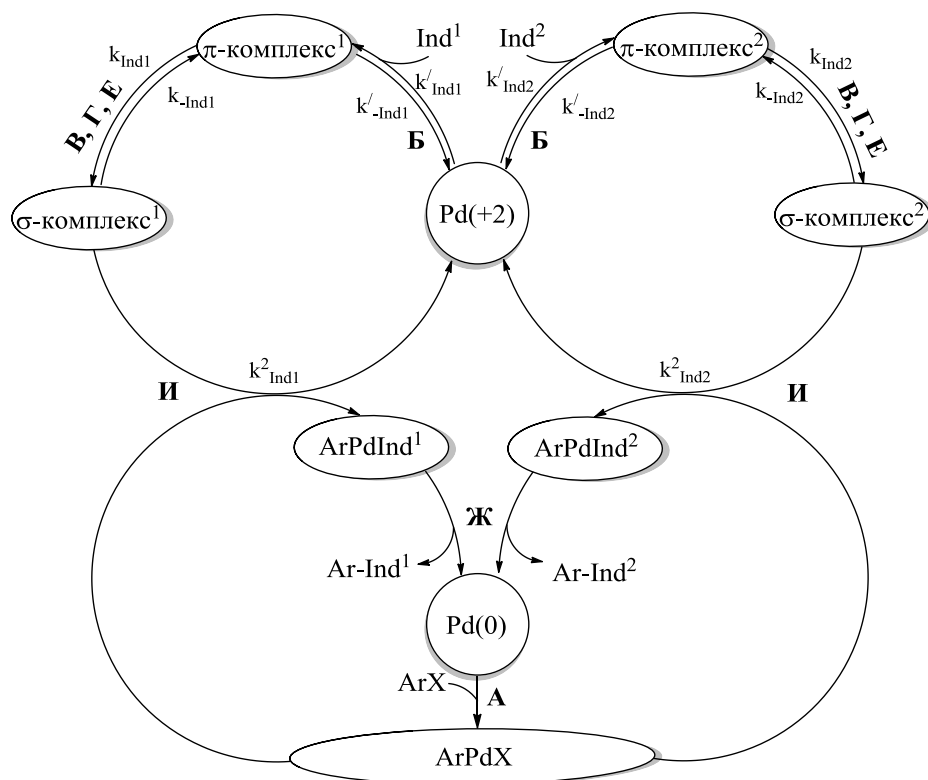 π-комплекс¹
Ind¹
Ind²
π-комплекс²
k_Ind1
k_-Ind1
k/_Ind1
k/_-Ind1
k/_Ind2
k/_-Ind2
k_Ind2
k_-Ind2
В, Г, Е
Б
Б
В, Г, Е
σ-комплекс¹
Pd(+2)
σ-комплекс²
k²_Ind1
k²_Ind2
И
И
ArPdInd¹
ArPdInd²
Ж
Ar-Ind¹
Ar-Ind²
Pd(0)
ArX
А
ArPdX